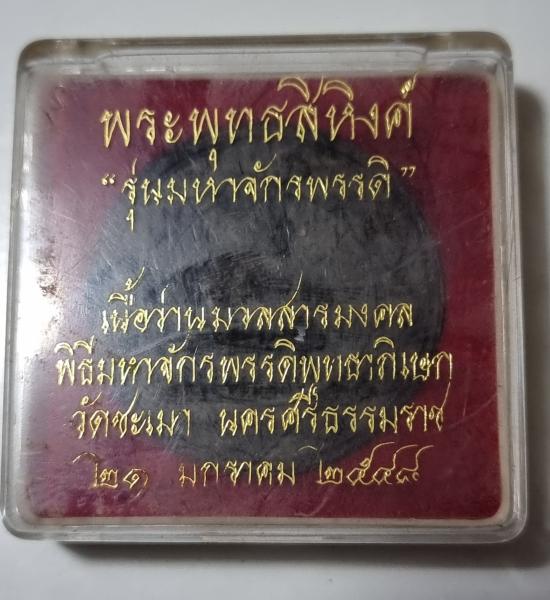 พระพุทธสิหิงค์
“รุ่นมหาจักรพรรดิ”
เนื้อว่านมวลสารมงคล
พิธีมหาจักรพรรดิพุทธาภิเษก
วัดชะเมา นครศรีธรรมราช
๒๑ มกราคม ๒๕๔๘